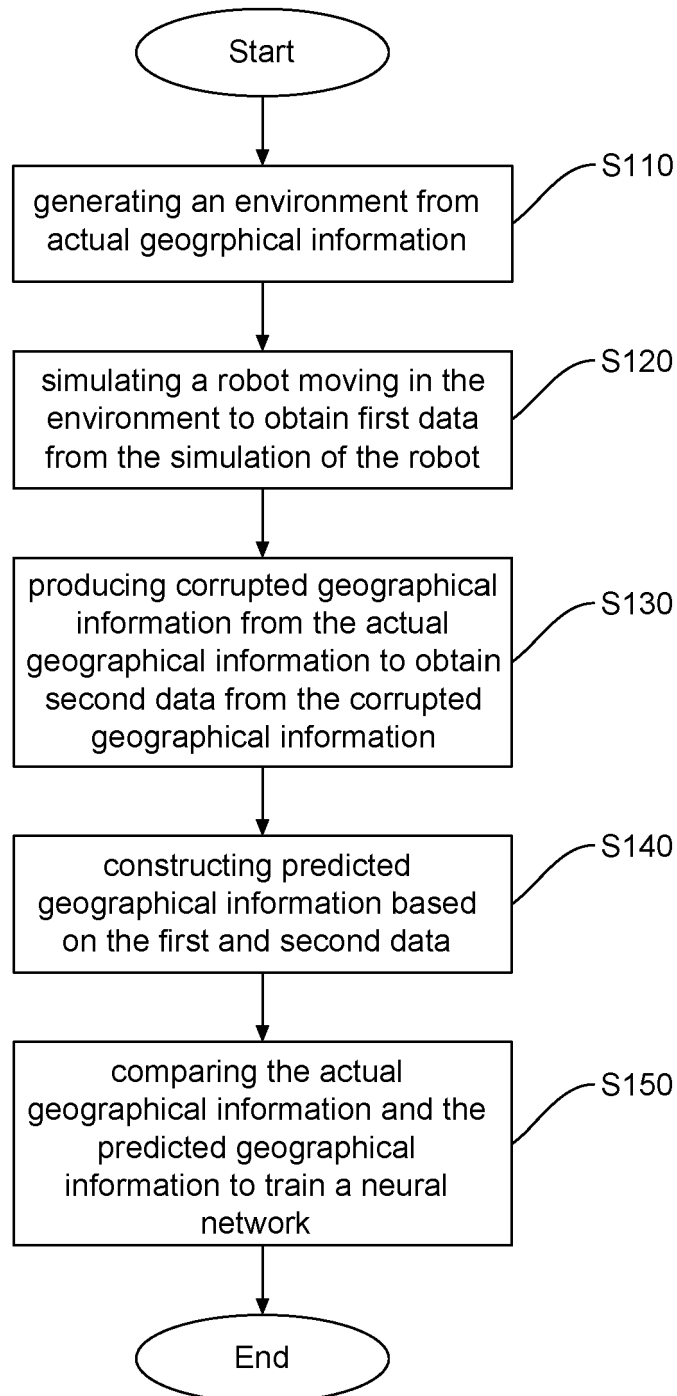 Start
generating an environment from
actual geogrphical information
S110
simulating a robot moving in the
environment to obtain first data
from the simulation of the robot
S120
producing corrupted geographical
information from the actual
geographical information to obtain
second data from the corrupted
geographical information
S130
constructing predicted
geographical information based
on the first and second data
S140
comparing the actual
geographical information and the
predicted geographical
information to train a neural
network
S150
End